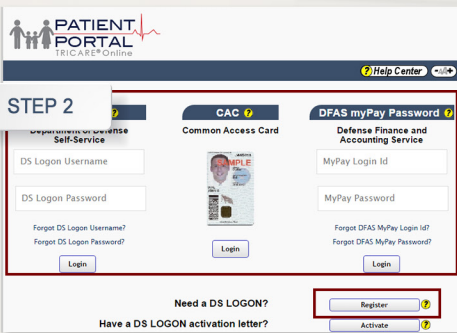 PATIENT
PORTAL
TRICARE® Online
? Help Center
-A+
STEP 2
?
CAC ?
DFAS myPay Password ?
Department of Defense
Self-Service
Common Access Card
Defense Finance and
Accounting Service
DS Logon Username
MyPay Login Id
DS Logon Password
MyPay Password
Forgot DS Logon Username?
Forgot DS Logon Password?
Forgot DFAS MyPay Login Id?
Forgot DFAS MyPay Password?
Login
Login
Login
Need a DS LOGON?
Register
?
Have a DS LOGON activation letter?
Activate
?